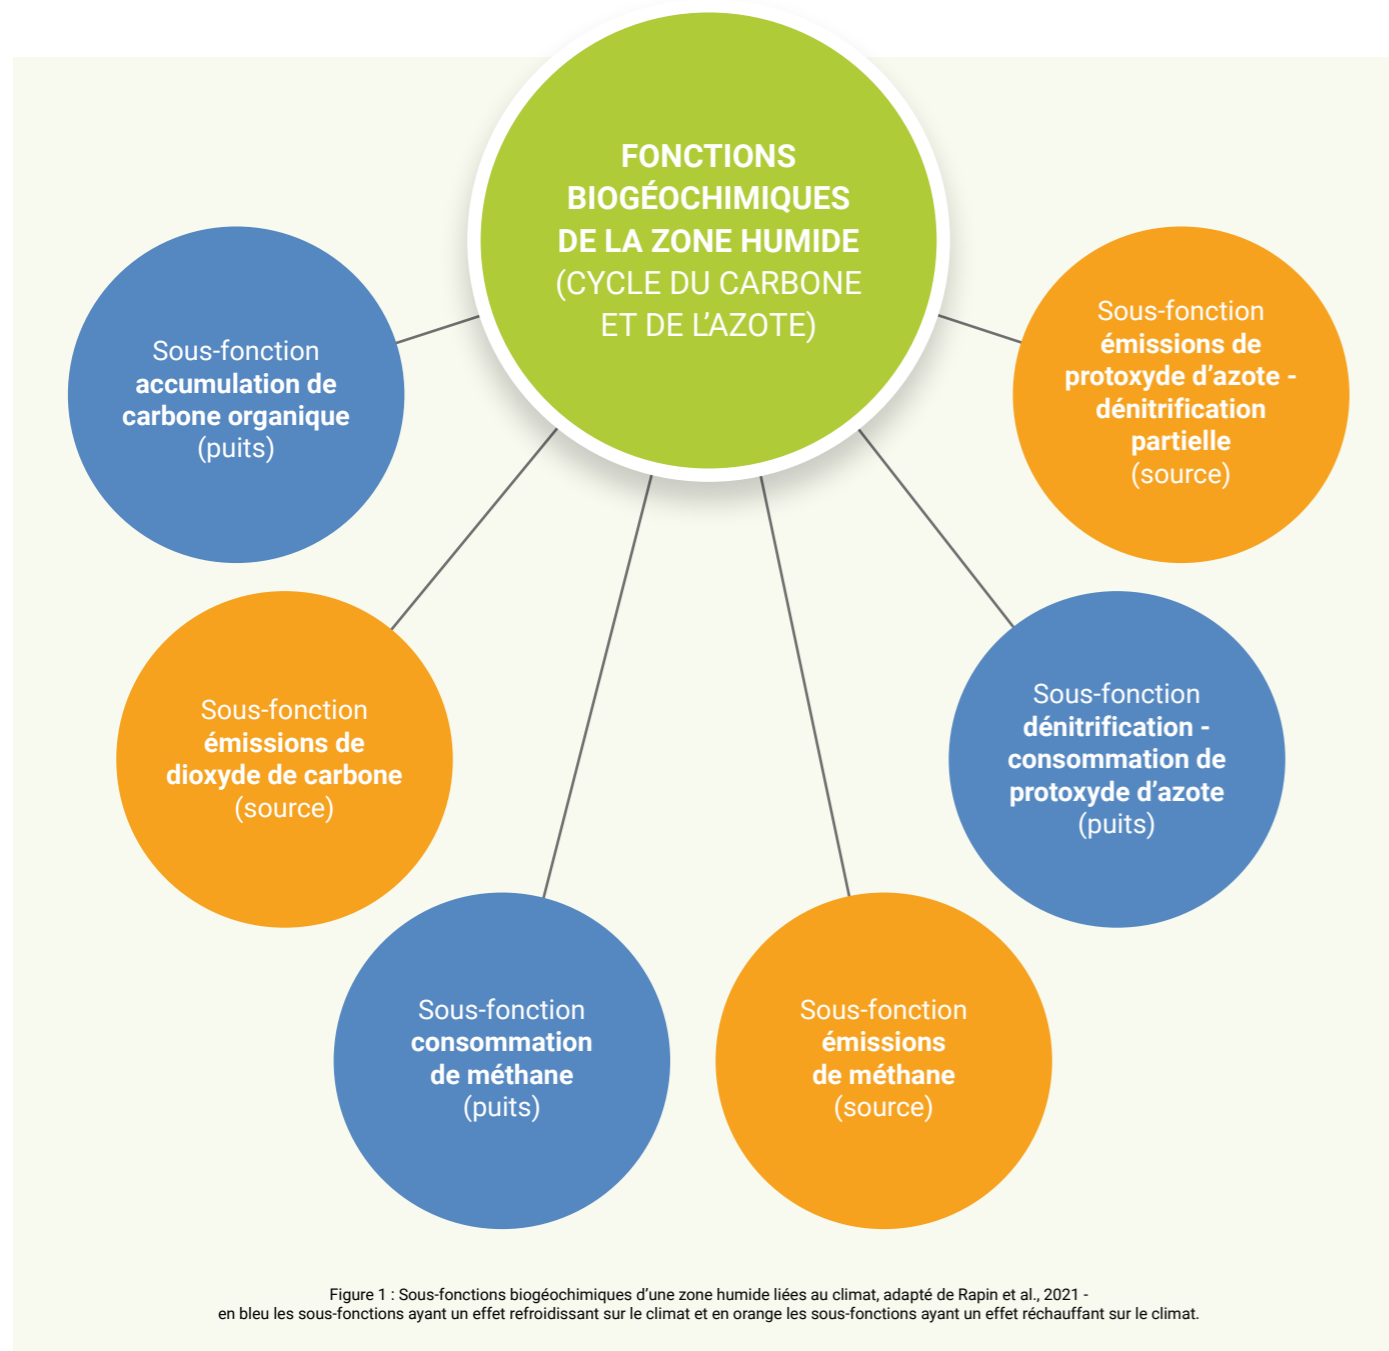 FONCTIONS
BIOGÉOCHIMIQUES
DE LA ZONE HUMIDE
(CYCLE DU CARBONE
ET DE L’AZOTE)
Sous-fonction
accumulation de
carbone organique
(puits)
Sous-fonction
émissions de
dioxyde de carbone
(source)
Sous-fonction
consommation
de méthane
(puits)
Sous-fonction
émissions
de méthane
(source)
Sous-fonction
dénitrification -
consommation de
protoxyde d’azote
(puits)
Sous-fonction
émissions de
protoxyde d’azote -
dénitrification
partielle
(source)
Figure 1 : Sous-fonctions biogéochimiques d’une zone humide liées au climat, adapté de Rapin et al., 2021 -
en bleu les sous-fonctions ayant un effet refroidissant sur le climat et en orange les sous-fonctions ayant un effet réchauffant sur le climat.